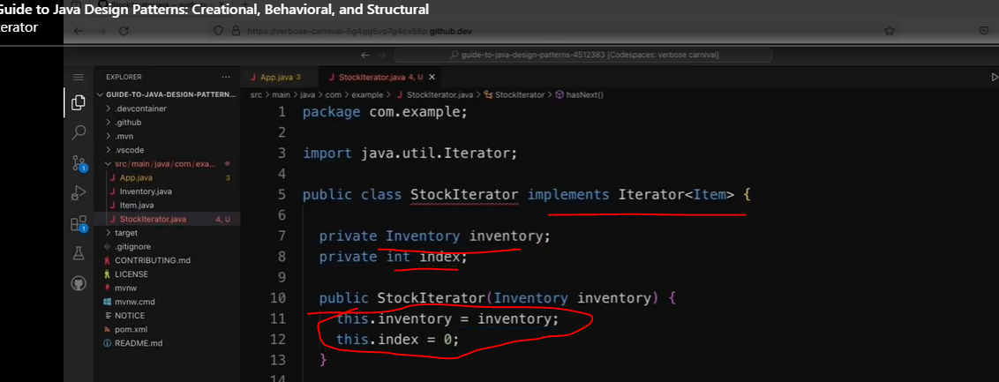 Guide to Java Design Patterns: Creational, Behavioral, and Structural
terator
https://verbose-carnival-5g4gg5vp7g4cv55p.github.dev
guide-to-java-design-patterns-4512383 [Codespaces: verbose carnival]
EXPLORER
App.java 3
StockIterator.java 4, U
GUIDE-TO-JAVA-DESIGN-PATTERN...
src > main > java > com > example > StockIterator.java > StockIterator > hasNext()
.devcontainer
.github
.mvn
.vscode
src/main/java/com/exa...
App.java 3
Inventory.java
Item.java
StockIterator.java 4, U
target
.gitignore
CONTRIBUTING.md
LICENSE
mvnw
mvnw.cmd
NOTICE
pom.xml
README.md
1 package com.example;
2
3 import java.util.Iterator;
4
5 public class StockIterator implements Iterator<Item> {
6
7 private Inventory inventory;
8 private int index;
9
10 public StockIterator(Inventory inventory) {
11 this.inventory = inventory;
12 this.index = 0;
13 }
14